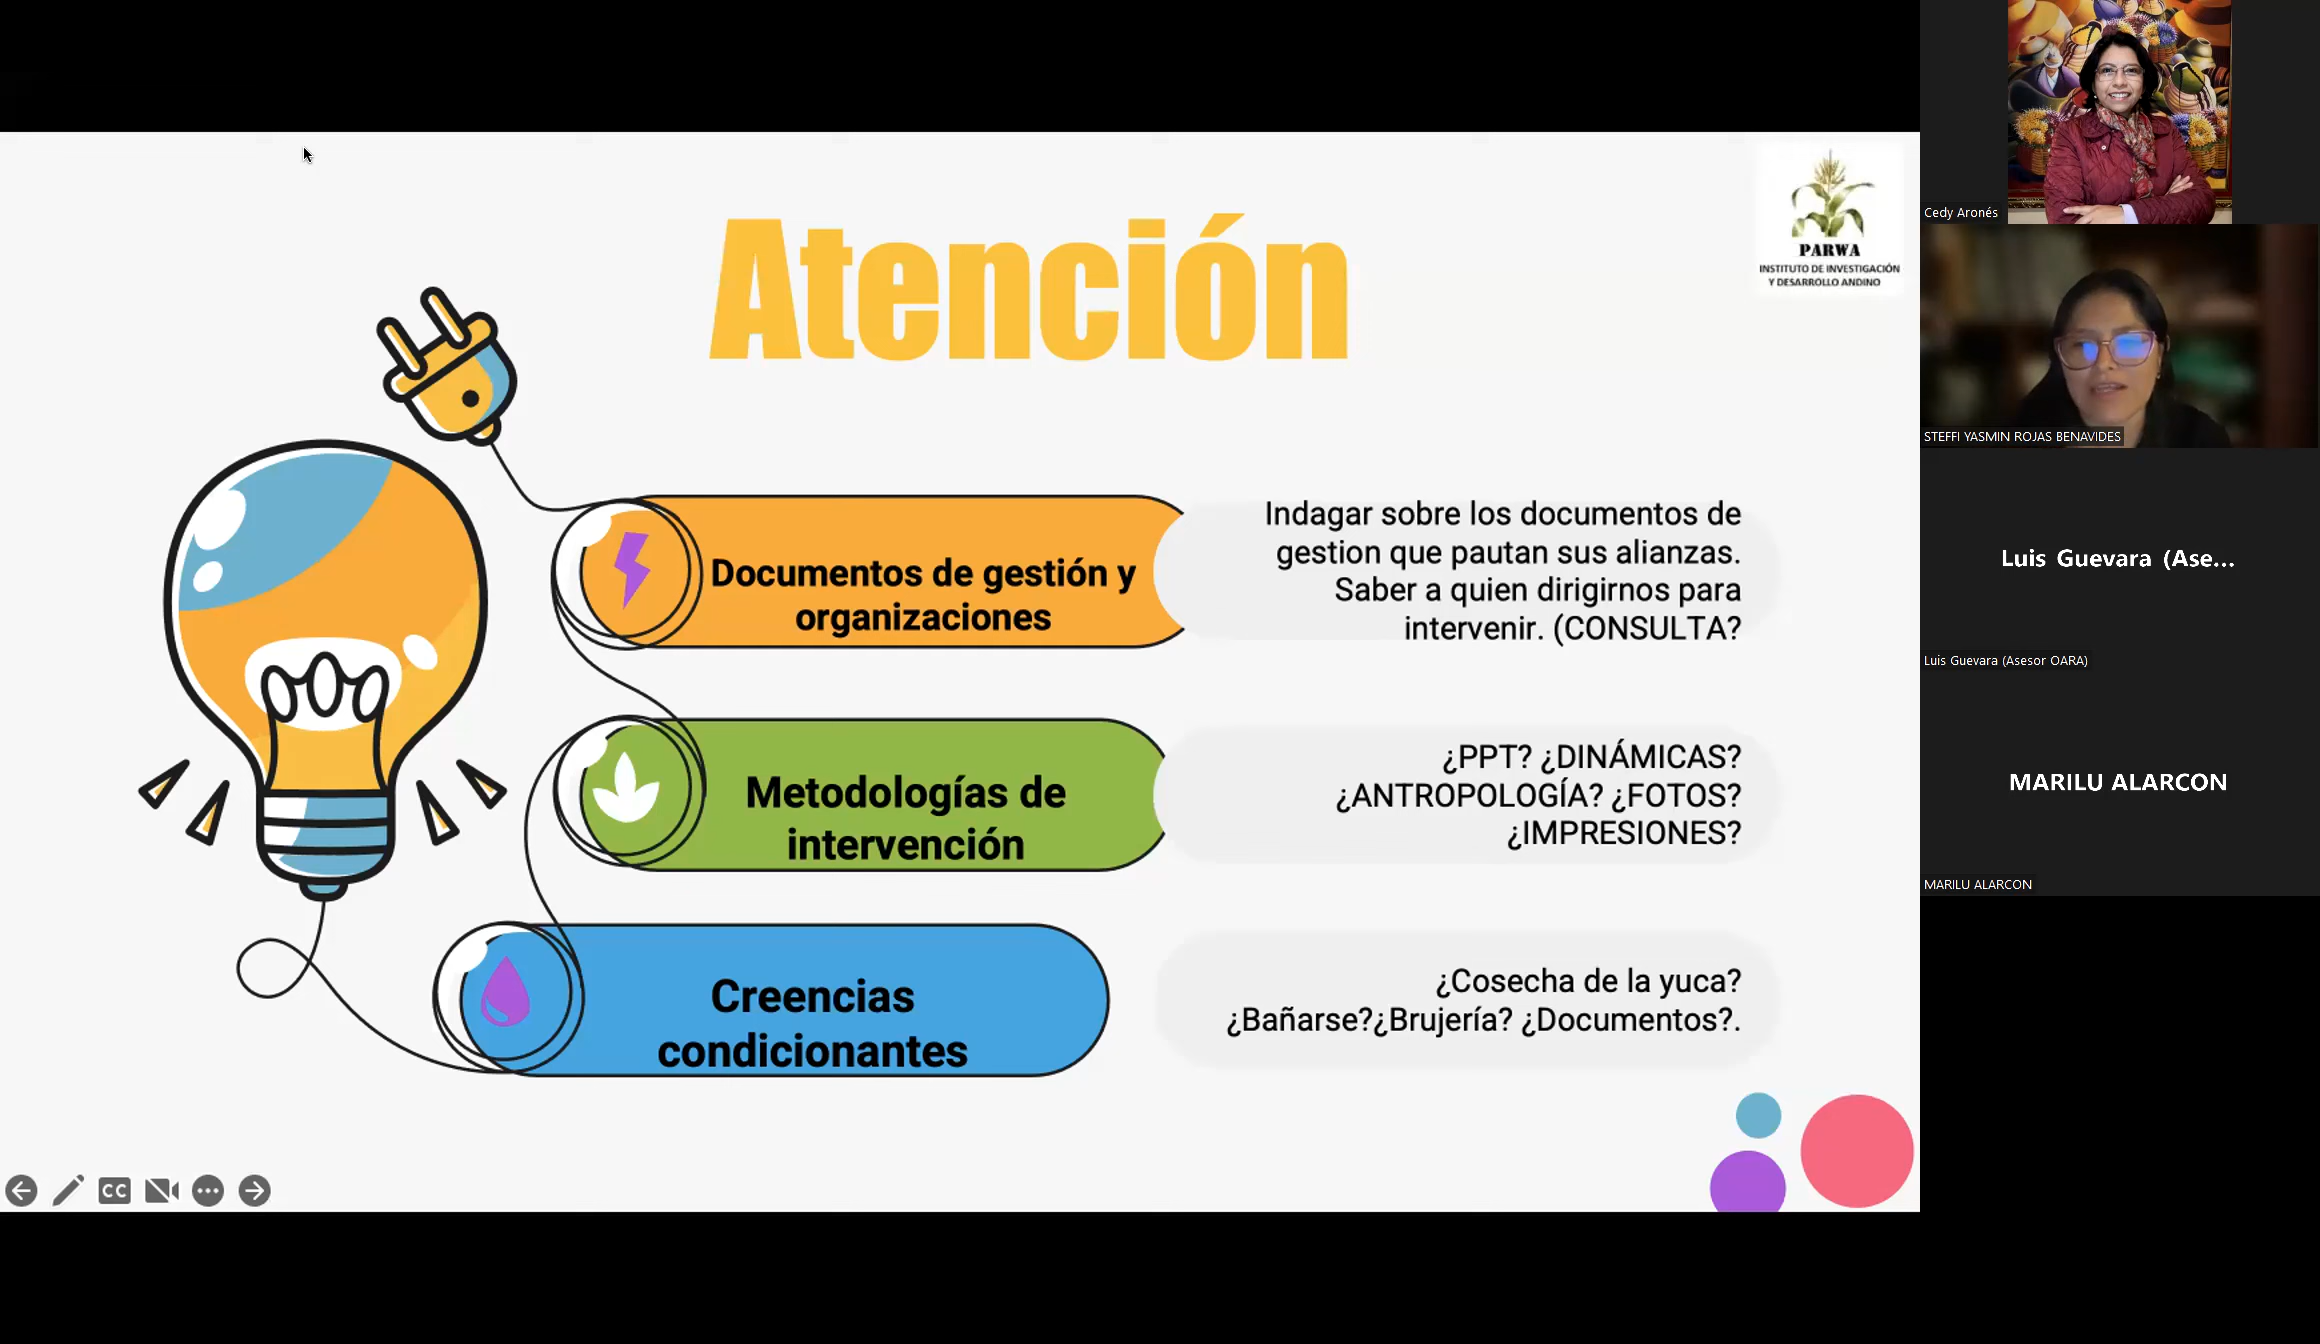 Atención
PARWA
INSTITUTO DE INVESTIGACIÓN
Y DESARROLLO ANDINO
Documentos de gestión y
organizaciones
Indagar sobre los documentos de
gestion que pautan sus alianzas.
Saber a quien dirigirnos para
intervenir. (CONSULTA?
Metodologías de
intervención
¿PPT? ¿DINÁMICAS?
¿ANTROPOLOGÍA? ¿FOTOS?
¿IMPRESIONES?
Creencias
condicionantes
¿Cosecha de la yuca?
¿Bañarse?¿Brujería? ¿Documentos?.
CC
Cedy Aronés
STEFFI YASMIN ROJAS BENAVIDES
Luis Guevara (Ase...
Luis Guevara (Asesor OARA)
MARILU ALARCON
MARILU ALARCON